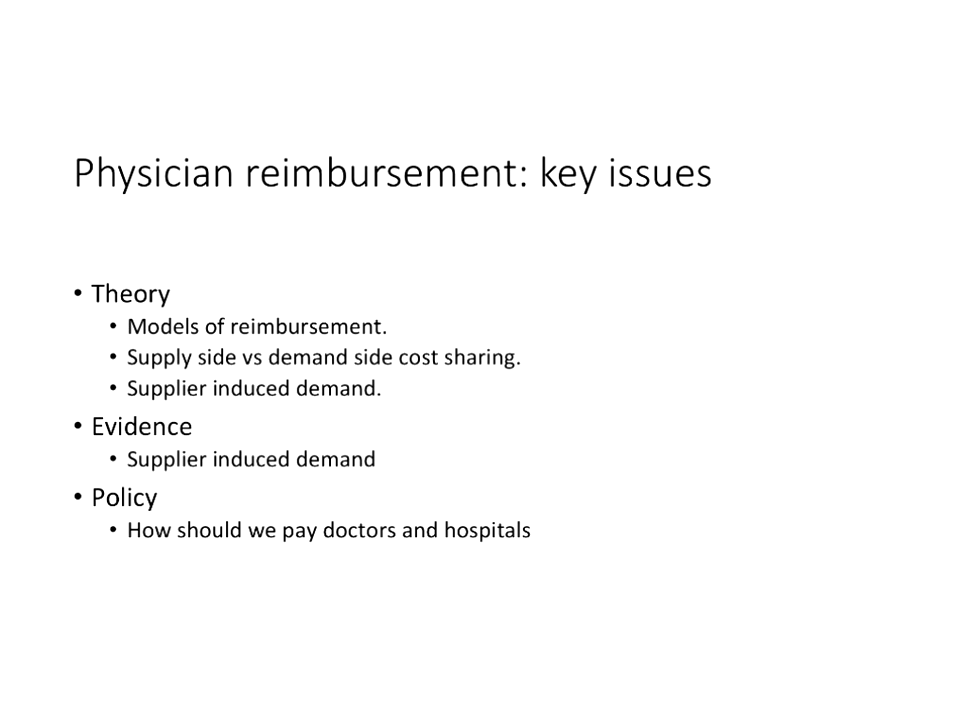 Physician reimbursement: key issues
• Theory
• Models of reimbursement.
• Supply side vs demand side cost sharing.
• Supplier induced demand.
• Evidence
• Supplier induced demand
• Policy
• How should we pay doctors and hospitals